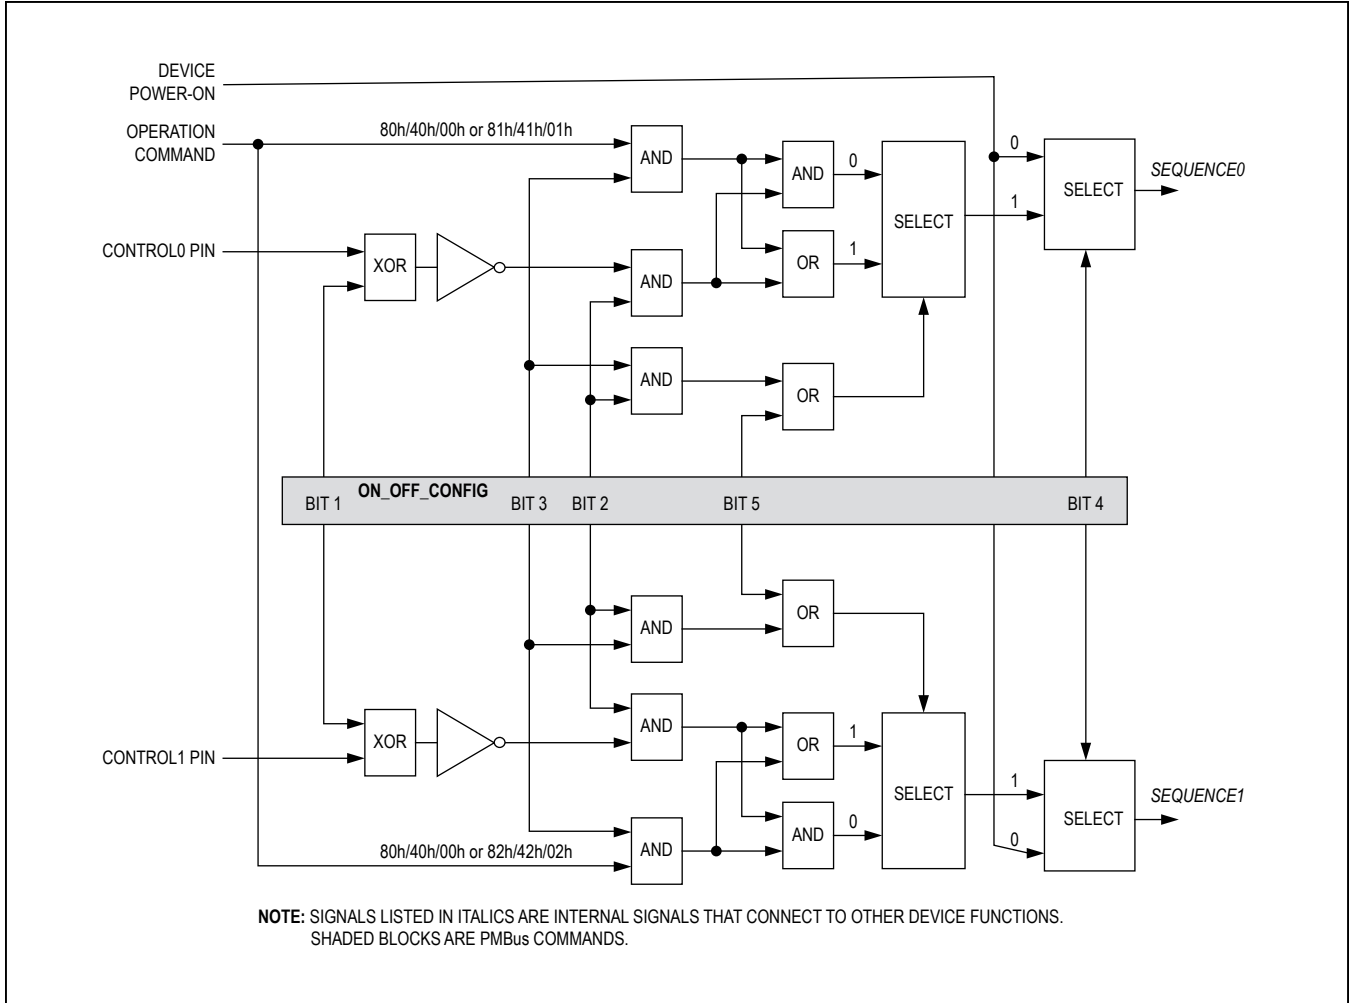 DEVICE
POWER-ON
OPERATION
COMMAND
80h/40h/00h or 81h/41h/01h
AND
AND
0
0
SELECT
SEQUENCE0
SELECT
1
CONTROL0 PIN
XOR
AND
OR
1
AND
OR
ON_OFF_CONFIG
BIT 1
BIT 3
BIT 2
BIT 5
BIT 4
OR
AND
XOR
AND
OR
1
CONTROL1 PIN
SELECT
1
SEQUENCE1
SELECT
AND
AND
0
0
80h/40h/00h or 82h/42h/02h
NOTE: SIGNALS LISTED IN ITALICS ARE INTERNAL SIGNALS THAT CONNECT TO OTHER DEVICE FUNCTIONS.
SHADED BLOCKS ARE PMBus COMMANDS.